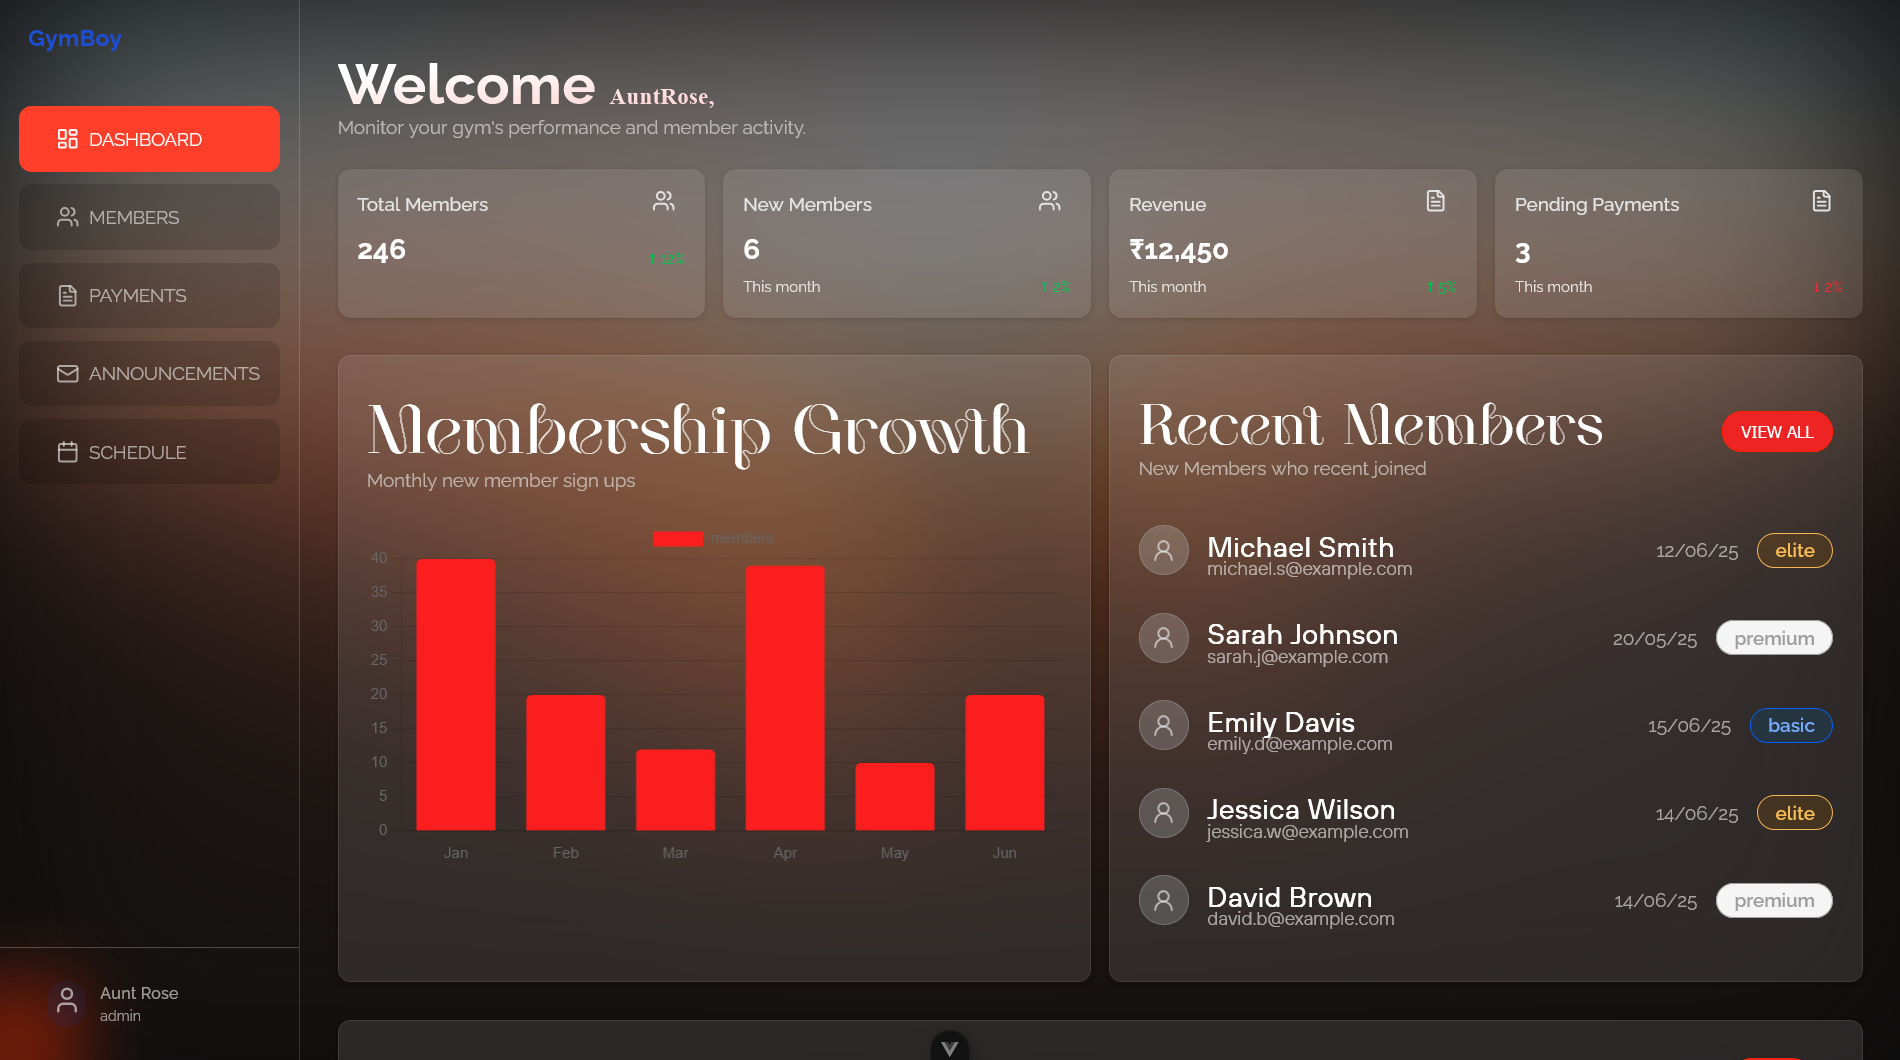 GymBoy
DASHBOARD
MEMBERS
PAYMENTS
ANNOUNCEMENTS
SCHEDULE
Aunt Rose
admin
Welcome AuntRose,
Monitor your gym's performance and member activity.
Total Members
246
↑ 12%
New Members
6
This month
↑ 2%
Revenue
₹12,450
This month
↑ 5%
Pending Payments
3
This month
↓ 2%
Membership Growth
Monthly new member sign ups
members
40
35
30
25
20
15
10
5
0
Jan Feb Mar Apr May Jun
Recent Members
New Members who recent joined
VIEW ALL
Michael Smith
michael.s@example.com
12/06/25 elite
Sarah Johnson
sarah.j@example.com
20/05/25 premium
Emily Davis
emily.d@example.com
15/06/25 basic
Jessica Wilson
jessica.w@example.com
14/06/25 elite
David Brown
david.b@example.com
14/06/25 premium